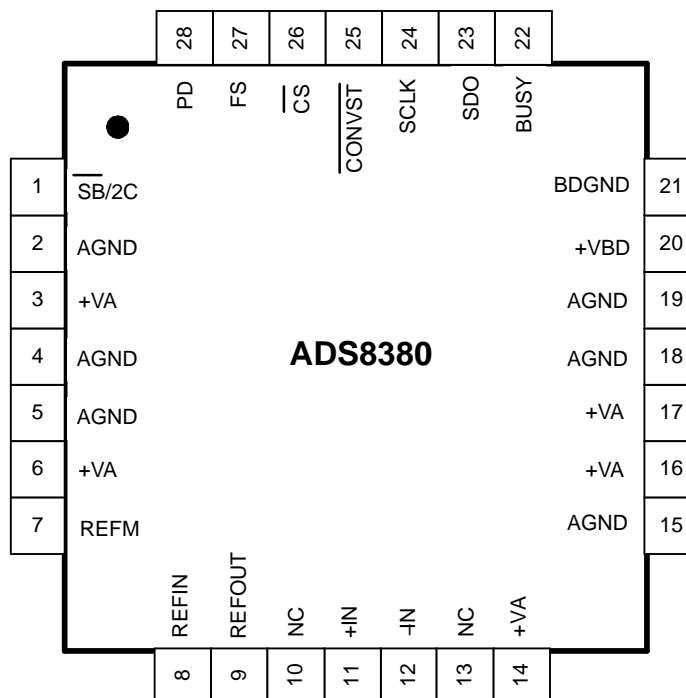 28 27 26 25 24 23 22
PD FS CS CONVST SCLK SDO BUSY
1 SB/2C
2 AGND
3 +VA
4 AGND
5 AGND
6 +VA
7 REFM
ADS8380
BDGND 21
+VBD 20
AGND 19
AGND 18
+VA 17
+VA 16
AGND 15
REFIN REFOUT NC +IN -IN NC +VA
8 9 10 11 12 13 14